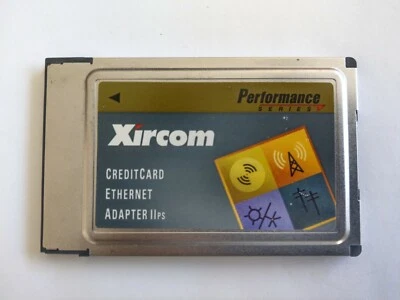 Performance
SERIES
Xircom
CREDITCARD
ETHERNET
ADAPTER IIPS